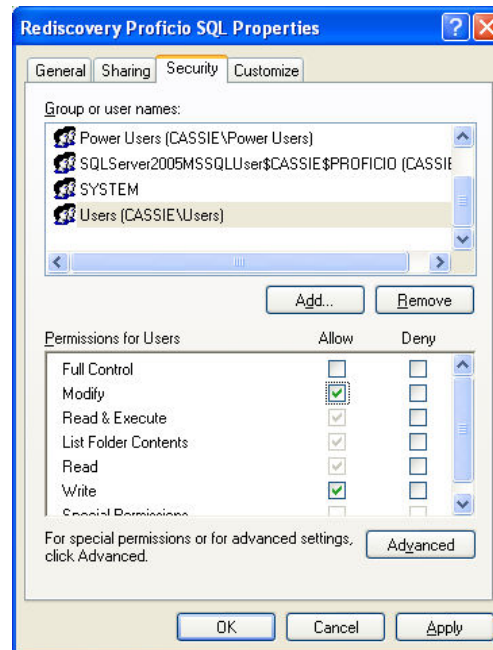 Rediscovery Proficio SQL Properties
General Sharing Security Customize
Group or user names:
Power Users (CASSIE\Power Users)
SQLServer2005MSSQLUser$CASSIE$PROFICIO (CASSIE
SYSTEM
Users (CASSIE\Users)
Add... Remove
Permissions for Users Allow Deny
Full Control
Modify
Read & Execute
List Folder Contents
Read
Write
Special Permissions
For special permissions or for advanced settings,
click Advanced.
Advanced
OK Cancel Apply